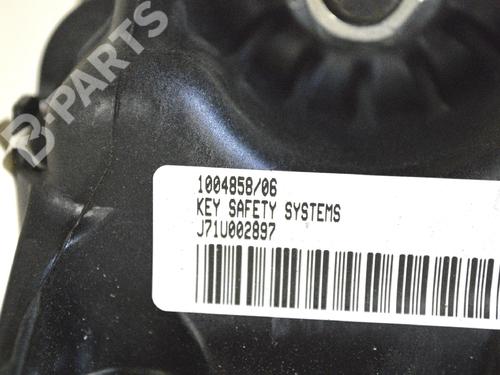 B-PARTS
1004858/06
KEY SAFETY SYSTEMS
J71U002897